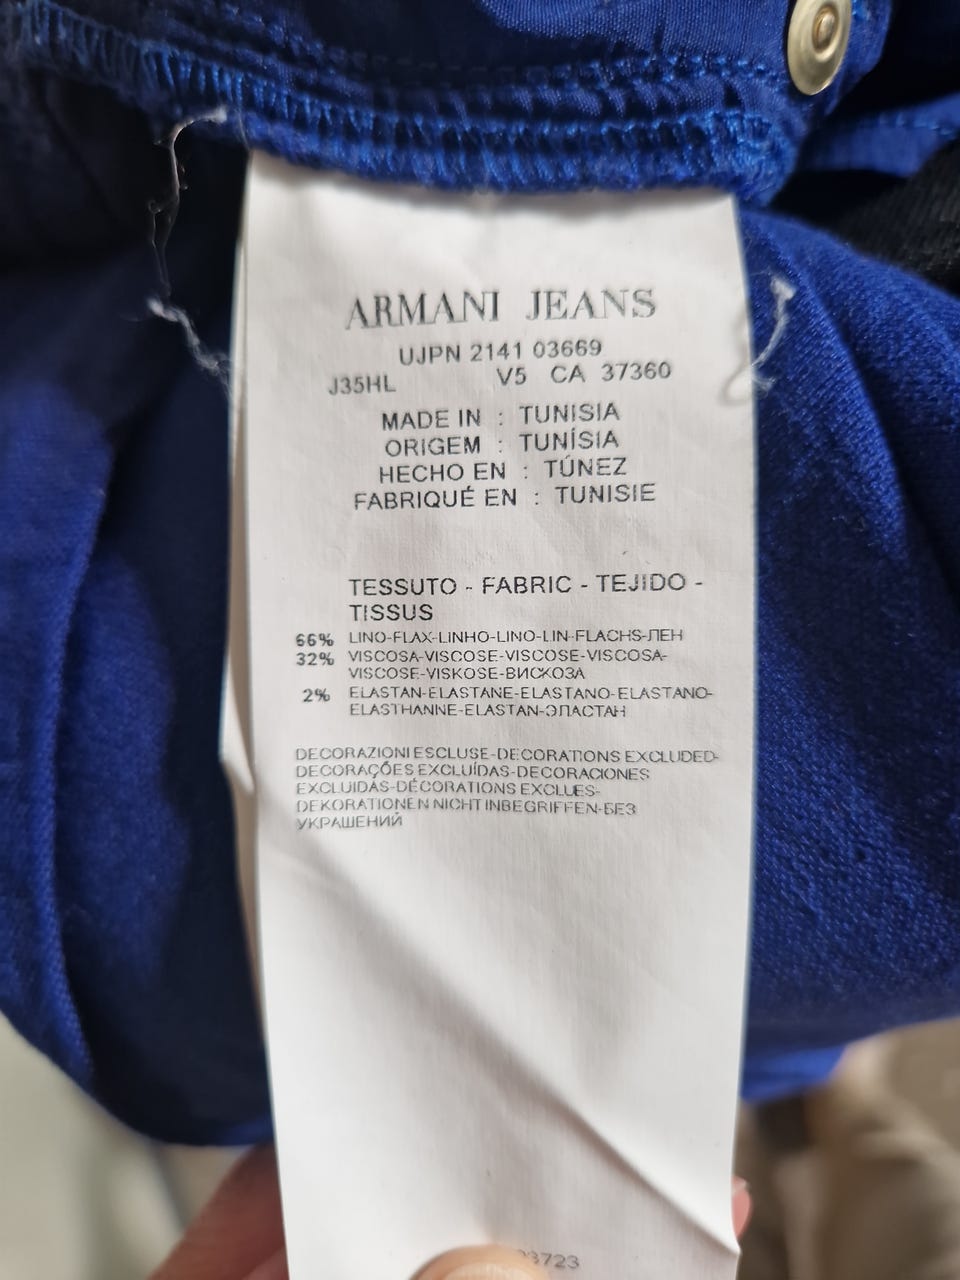 ARMANI JEANS
UJPN 2141 03669
J35HL V5 CA 37360
MADE IN : TUNISIA
ORIGEM : TUNÍSIA
HECHO EN : TÚNEZ
FABRIQUÉ EN : TUNISIE
TESSUTO - FABRIC - TEJIDO -
TISSUS
66% LINO-FLAX-LINHO-LINO-LIN-FLACHS-ЛЕН
32% VISCOSA-VISCOSE-VISCOSE-VISCOSA-
VISCOSE-VISKOSE-ВИСКОЗА
2% ELASTAN-ELASTANE-ELASTANO-ELASTANO-
ELASTHANNE-ELASTAN-ЭЛАСТАН
DECORAZIONI ESCLUSE-DECORATIONS EXCLUDED-
DECORAÇÕES EXCLUÍDAS-DECORACIONES
EXCLUIDAS-DÉCORATIONS EXCLUES-
DEKORATIONEN NICHT INBEGRIFFEN-БЕЗ
УКРАШЕНИЙ